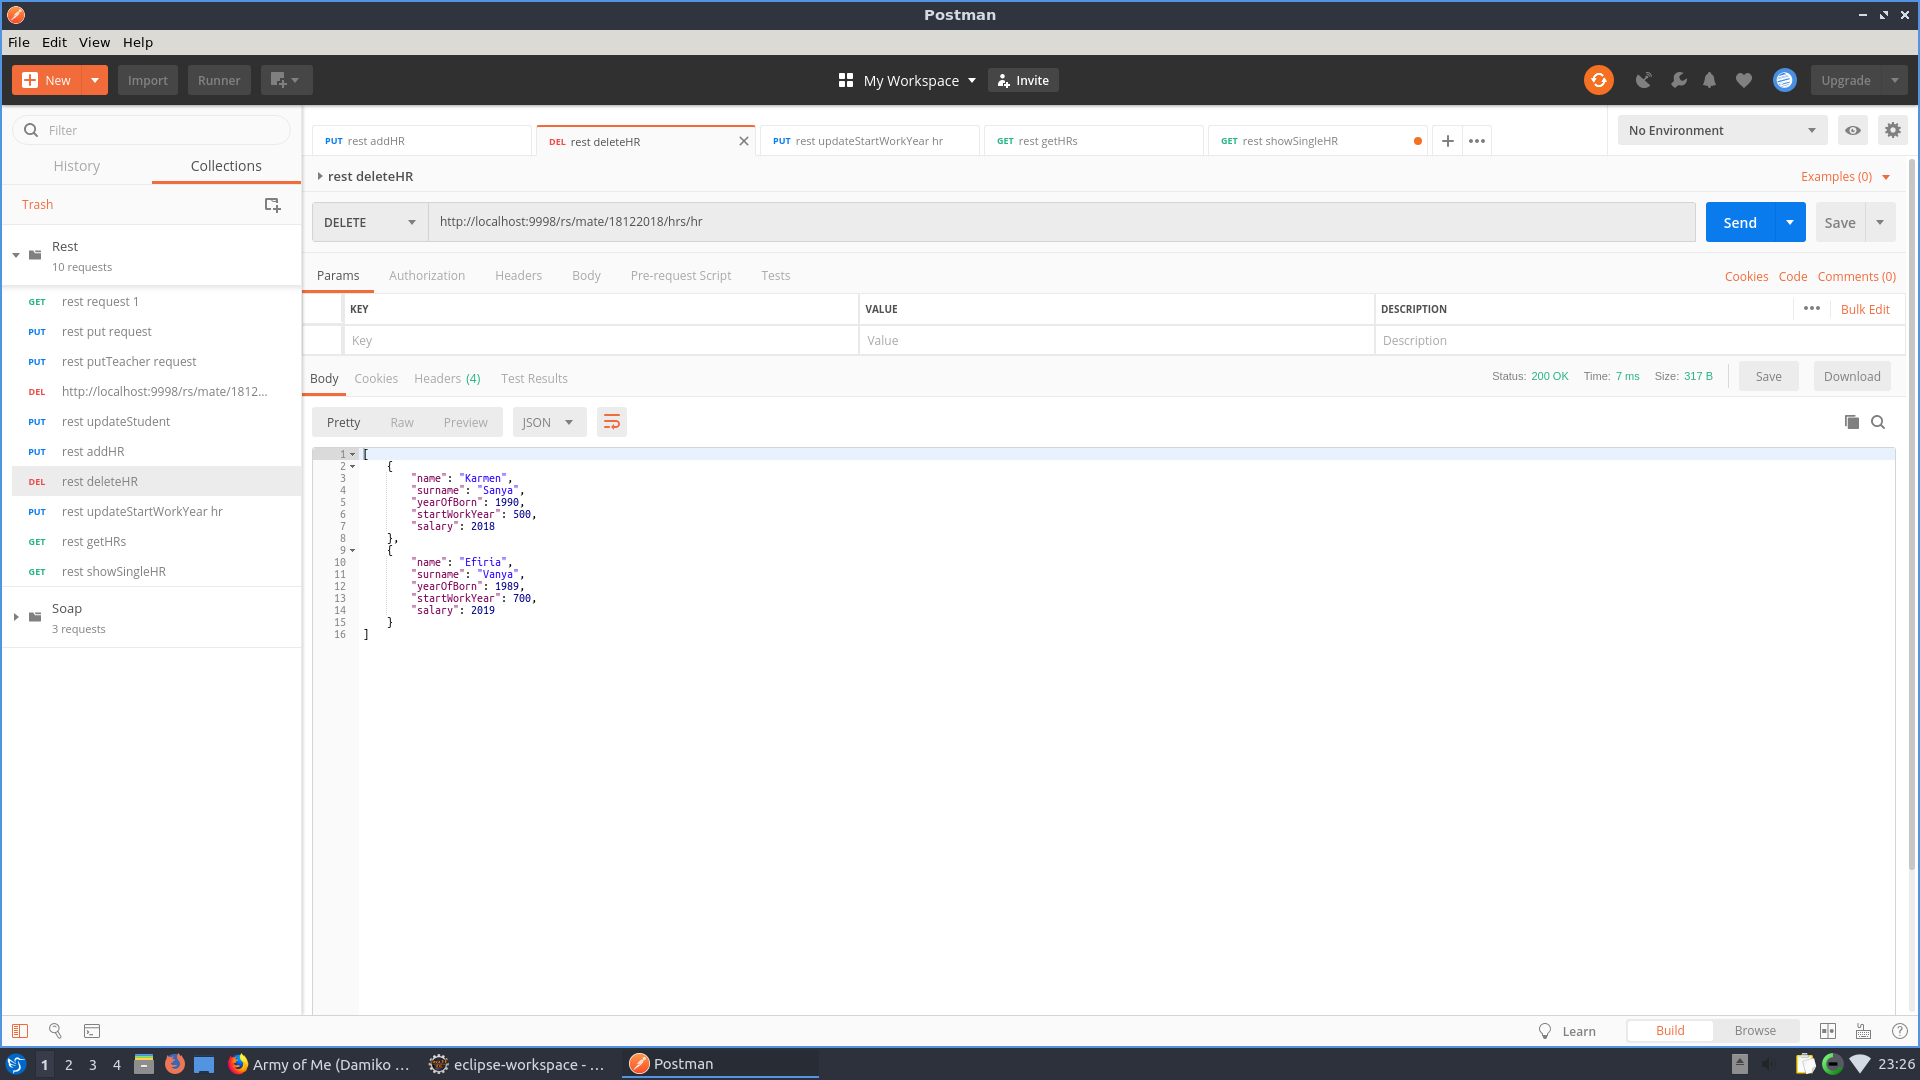 Postman
File Edit View Help
New Import Runner My Workspace Invite Upgrade
Filter
History Collections
Trash
Rest
10 requests
GET rest request 1
PUT rest put request
PUT rest putTeacher request
DEL http://localhost:9998/rs/mate/1812...
PUT rest updateStudent
PUT rest addHR
DEL rest deleteHR
PUT rest updateStartWorkYear hr
GET rest getHRs
GET rest showSingleHR
Soap
3 requests
PUT rest addHR DEL rest deleteHR PUT rest updateStartWorkYear hr GET rest getHRs GET rest showSingleHR No Environment
rest deleteHR Examples (0)
DELETE http://localhost:9998/rs/mate/18122018/hrs/hr Send Save
Params Authorization Headers Body Pre-request Script Tests Cookies Code Comments (0)
KEY VALUE DESCRIPTION Bulk Edit
Key Value Description
Body Cookies Headers (4) Test Results Status: 200 OK Time: 7 ms Size: 317 B Save Download
Pretty Raw Preview JSON
1 [
2 {
3 "name": "Karmen",
4 "surname": "Sanya",
5 "yearOfBorn": 1990,
6 "startWorkYear": 500,
7 "salary": 2018
8 },
9 {
10 "name": "Efiria",
11 "surname": "Vanya",
12 "yearOfBorn": 1989,
13 "startWorkYear": 700,
14 "salary": 2019
15 }
16 ]
Learn Build Browse
1 2 3 4 Army of Me (Damiko ... eclipse-workspace - ... Postman 23:26